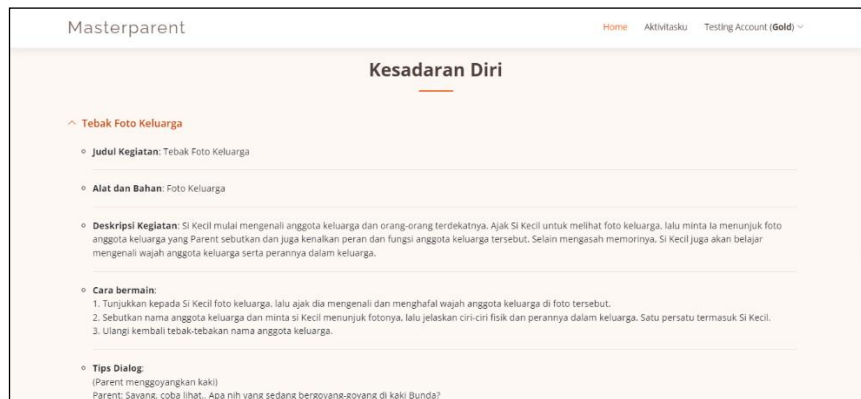 Masterparent
Home Aktivitasku Testing Account (Gold)
Kesadaran Diri
Tebak Foto Keluarga
Judul Kegiatan: Tebak Foto Keluarga
Alat dan Bahan: Foto Keluarga
Deskripsi Kegiatan: Si Kecil mulai mengenali anggota keluarga dan orang-orang terdekatnya. Ajak Si Kecil untuk melihat foto keluarga, lalu minta Ia menunjuk foto
anggota keluarga yang Parent sebutkan dan juga kenalkan peran dan fungsi anggota keluarga tersebut. Selain mengasah memorinya, Si Kecil juga akan belajar
mengenali wajah anggota keluarga serta perannya dalam keluarga.
Cara bermain:
1. Tunjukkan kepada Si Kecil foto keluarga, lalu ajak dia mengenali dan menghafal wajah anggota keluarga di foto tersebut.
2. Sebutkan nama anggota keluarga dan minta si Kecil menunjuk fotonya, lalu jelaskan ciri-ciri fisik dan perannya dalam keluarga. Satu persatu termasuk Si Kecil.
3. Ulangi kembali tebak-tebakan nama anggota keluarga.
Tips Dialog:
(Parent menggoyangkan kaki)
Parent: Sayang, coba lihat.. Apa nih yang sedang bergoyang-goyang di kaki Bunda?